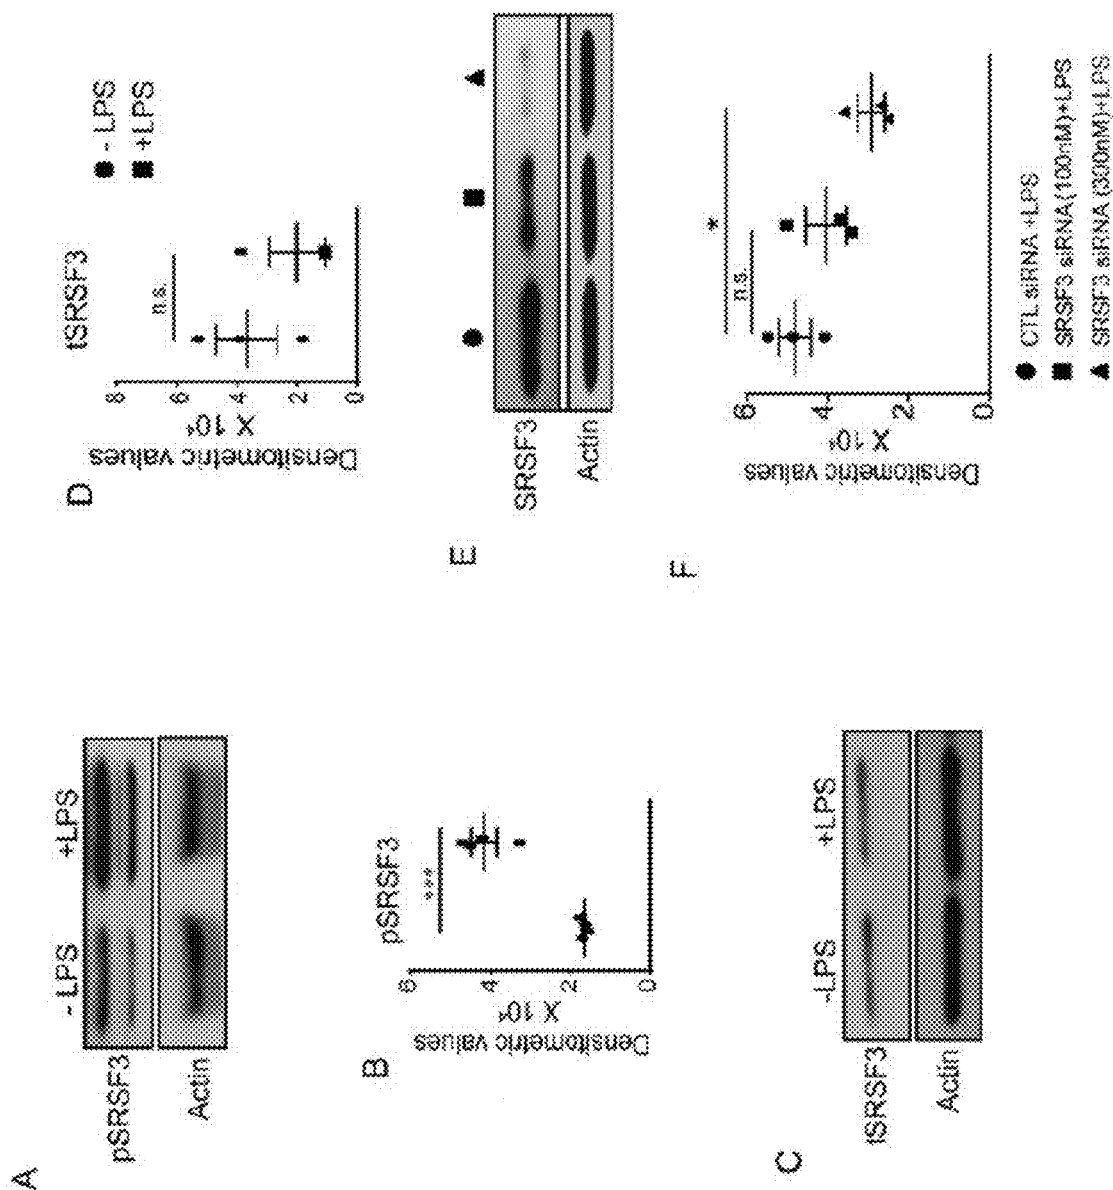 A
- LPS +LPS
pSRSF3
Actin
B
pSRSF3
***
Densitometric values
X 10⁴
6
4
2
0
C
-LPS +LPS
tSRSF3
Actin
D
tSRSF3
n.s.
- LPS
+LPS
Densitometric values
X 10⁴
8
6
4
2
0
E
SRSF3
Actin
F
*
n.s.
Densitometric values
X 10⁴
6
4
2
0
CTL siRNA +LPS
SRSF3 siRNA (100nM)+LPS
SRSF3 siRNA (300nM)+LPS